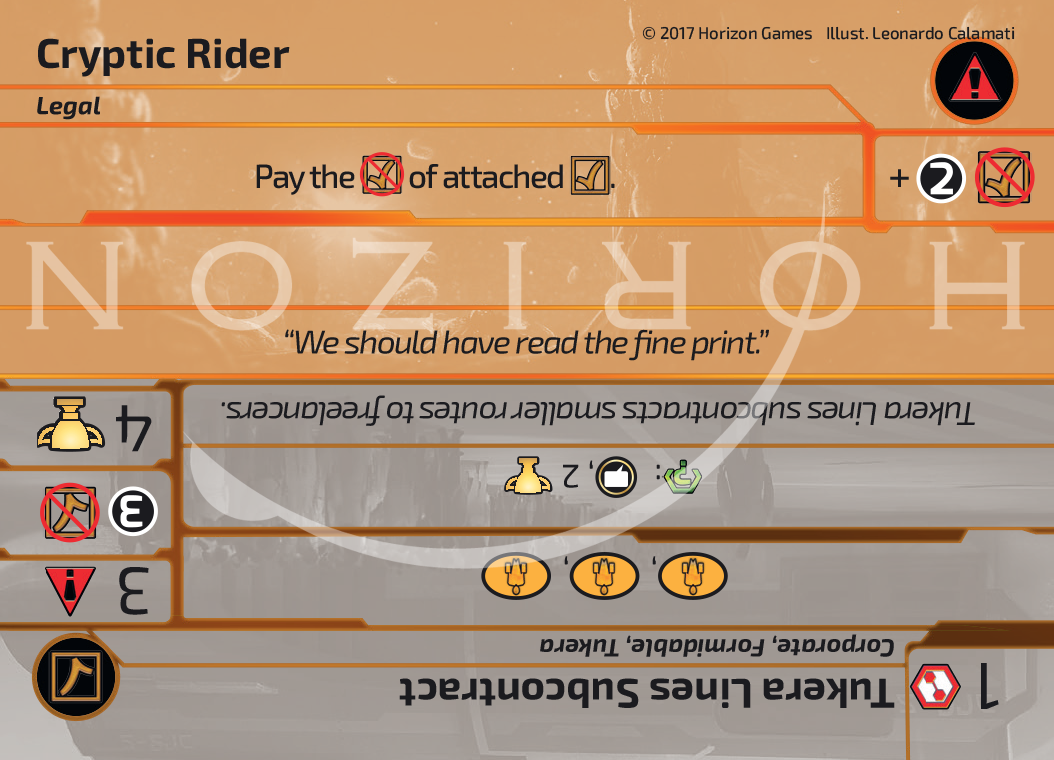 © 2017 Horizon Games Illust. Leonardo Calamati
Cryptic Rider
Legal
Pay the of attached .
+ 2
HORIZON
“We should have read the fine print.”
1 Tukera Lines Subcontract
Corporate, Formidable, Tukera
3
, ,
3
: , 2
4
Tukera Lines subcontracts smaller routes to freelancers.